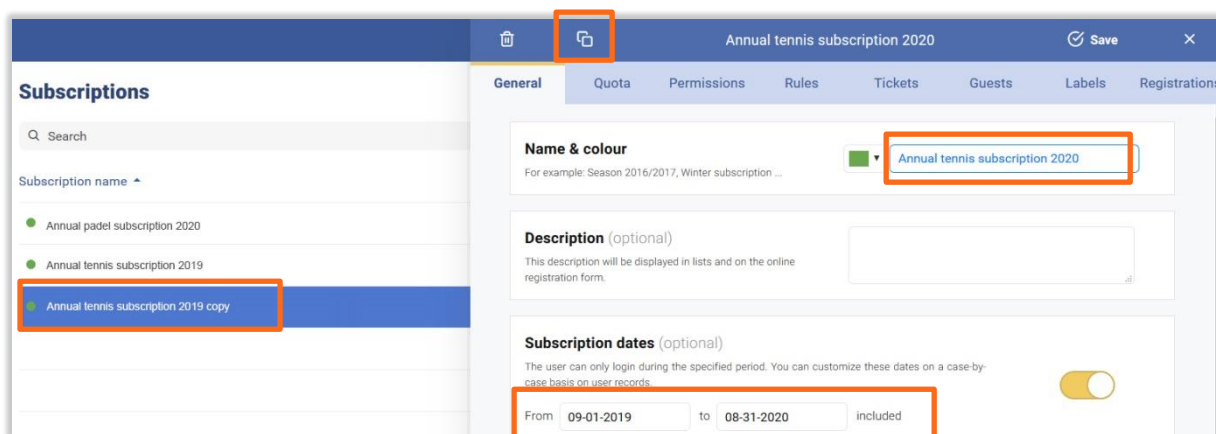 Annual tennis subscription 2020
Save
General Quota Permissions Rules Tickets Guests Labels Registrations
Subscriptions
Search
Subscription name
Annual padel subscription 2020
Annual tennis subscription 2019
Annual tennis subscription 2019 copy
Name & colour
For example: Season 2016/2017, Winter subscription ...
Annual tennis subscription 2020
Description (optional)
This description will be displayed in lists and on the online
registration form.
Subscription dates (optional)
The user can only login during the specified period. You can customize these dates on a case-by-
case basis on user records.
From 09-01-2019 to 08-31-2020 included